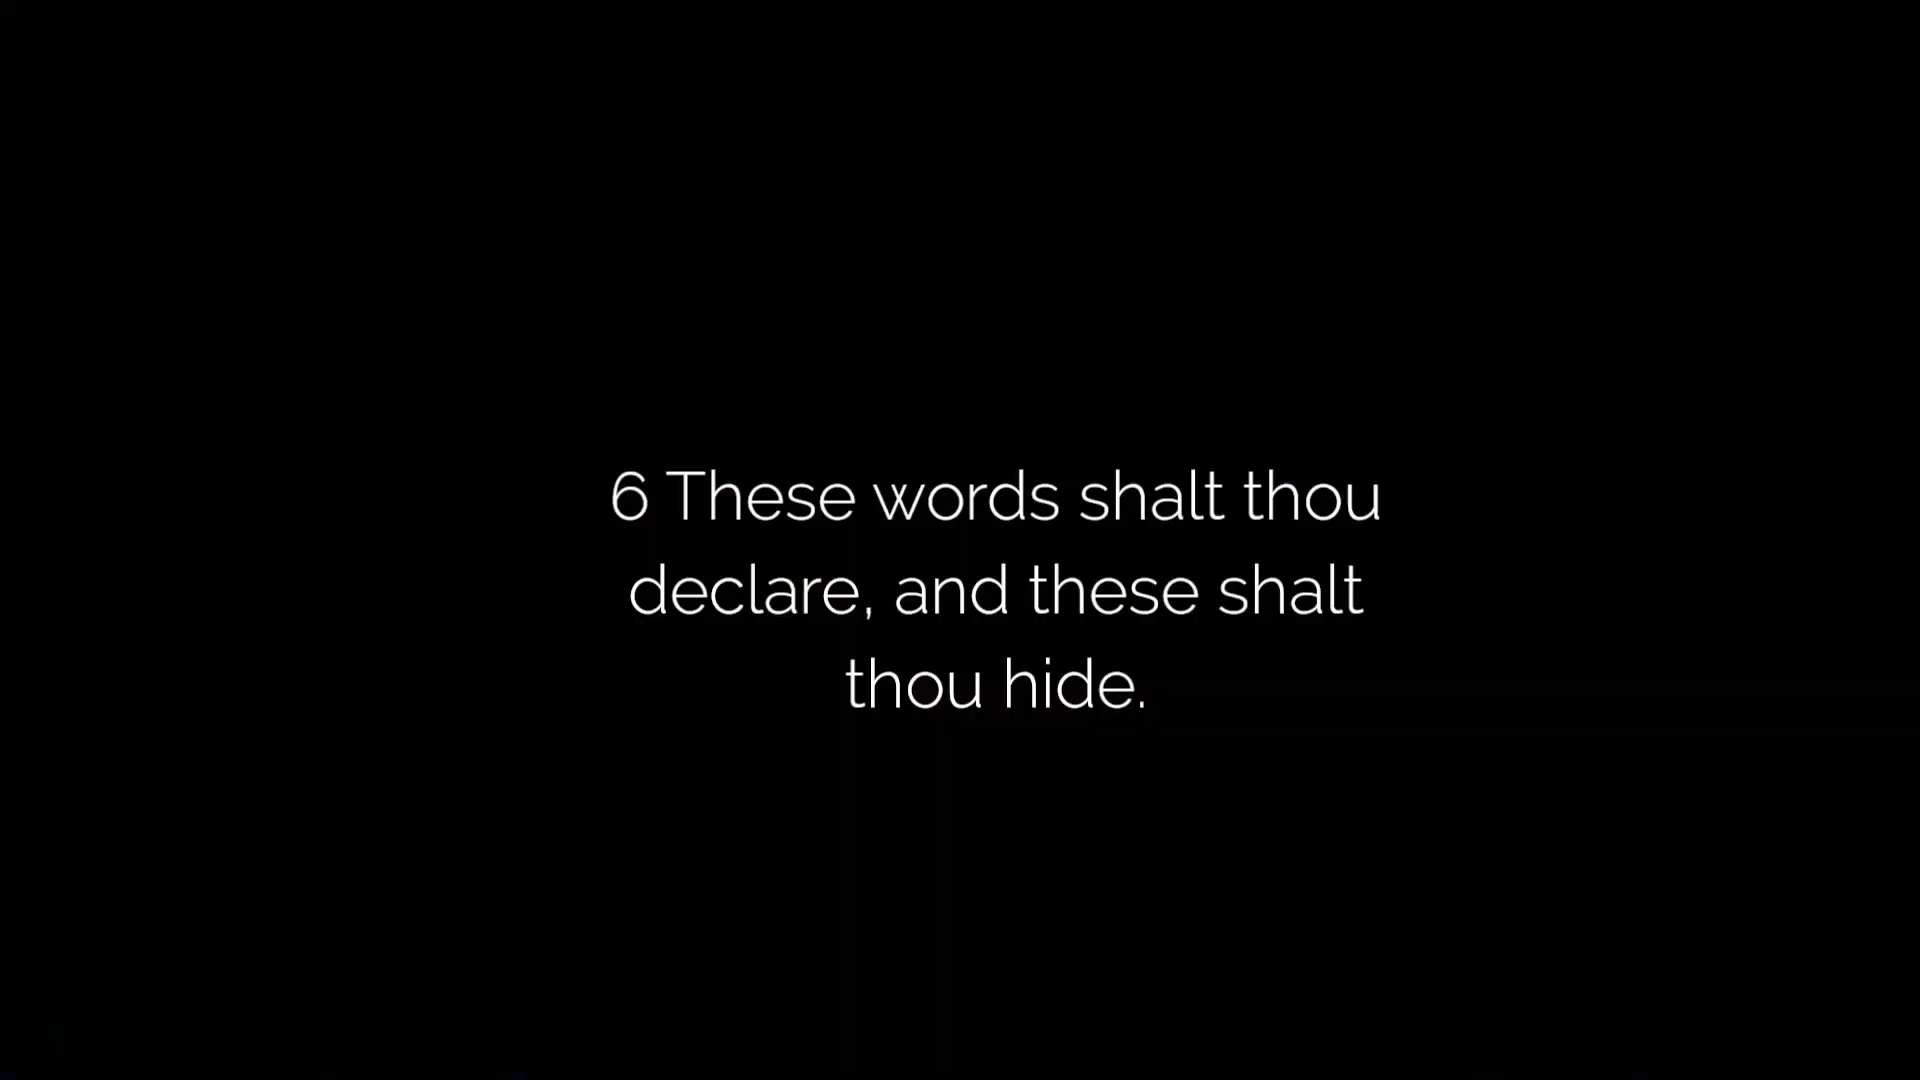 6 These words shalt thou
declare, and these shalt
thou hide.